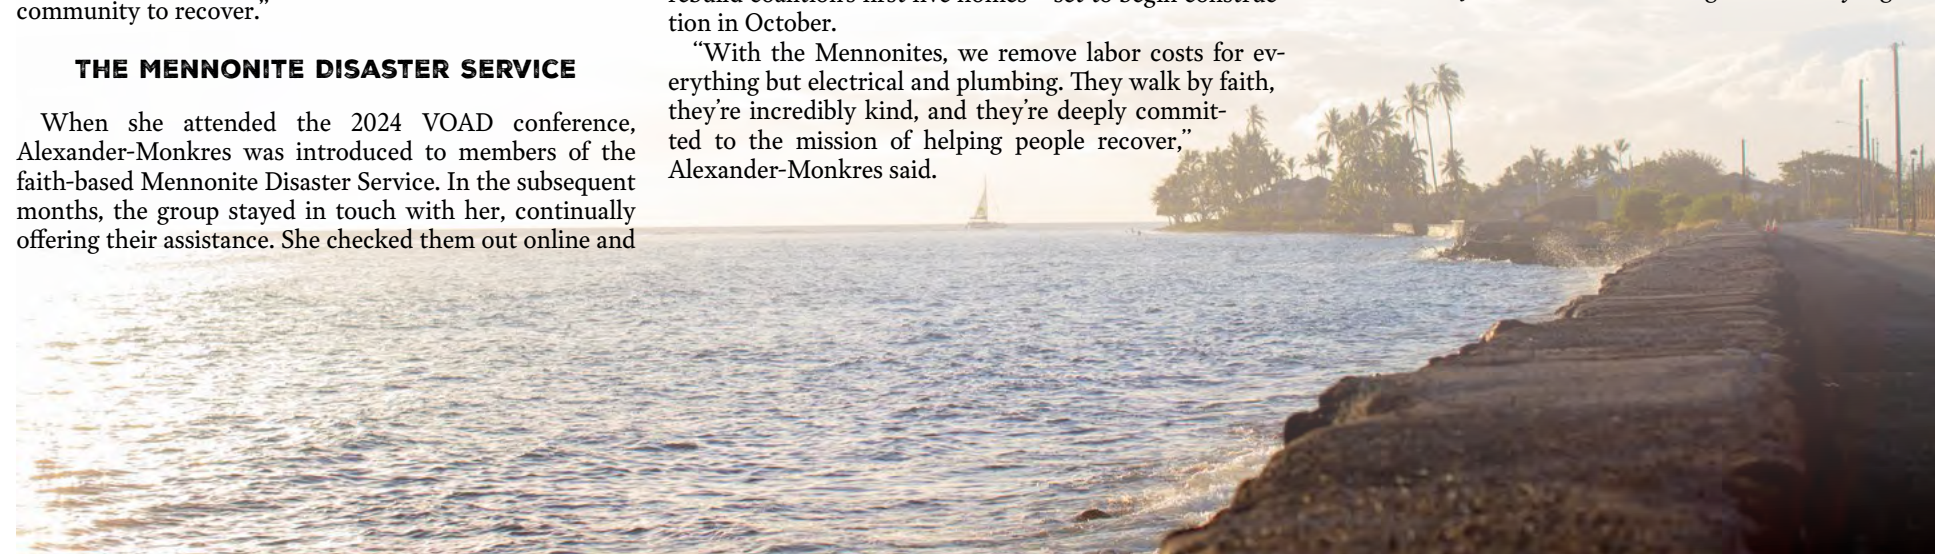 community to recover.”
THE MENNONITE DISASTER SERVICE
When she attended the 2024 VOAD conference,
Alexander-Monkres was introduced to members of the
faith-based Mennonite Disaster Service. In the subsequent
months, the group stayed in touch with her, continually
offering their assistance. She checked them out online and
tion in October.
“With the Mennonites, we remove labor costs for ev-
erything but electrical and plumbing. They walk by faith,
they’re incredibly kind, and they’re deeply commit-
ted to the mission of helping people recover,”
Alexander-Monkres said.